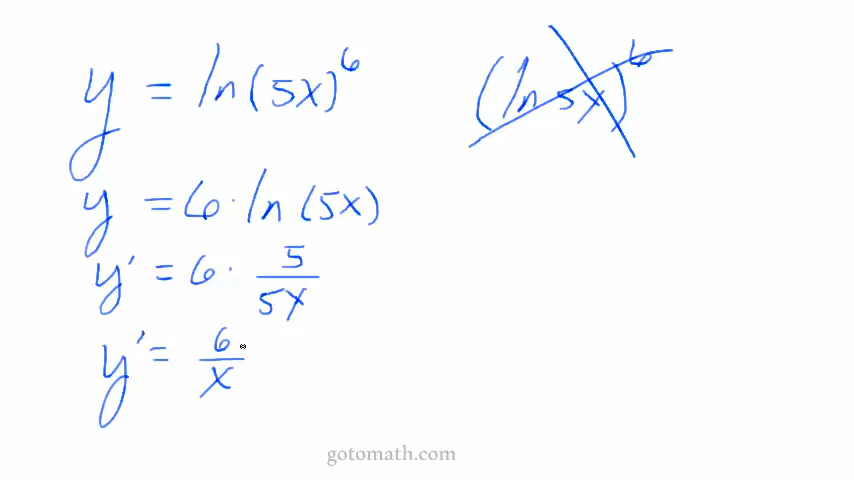 y = ln(5x)^6
(ln 5x)^6
y = 6 · ln(5x)
y' = 6 · 5/5x
y' = 6/x
gotomath.com